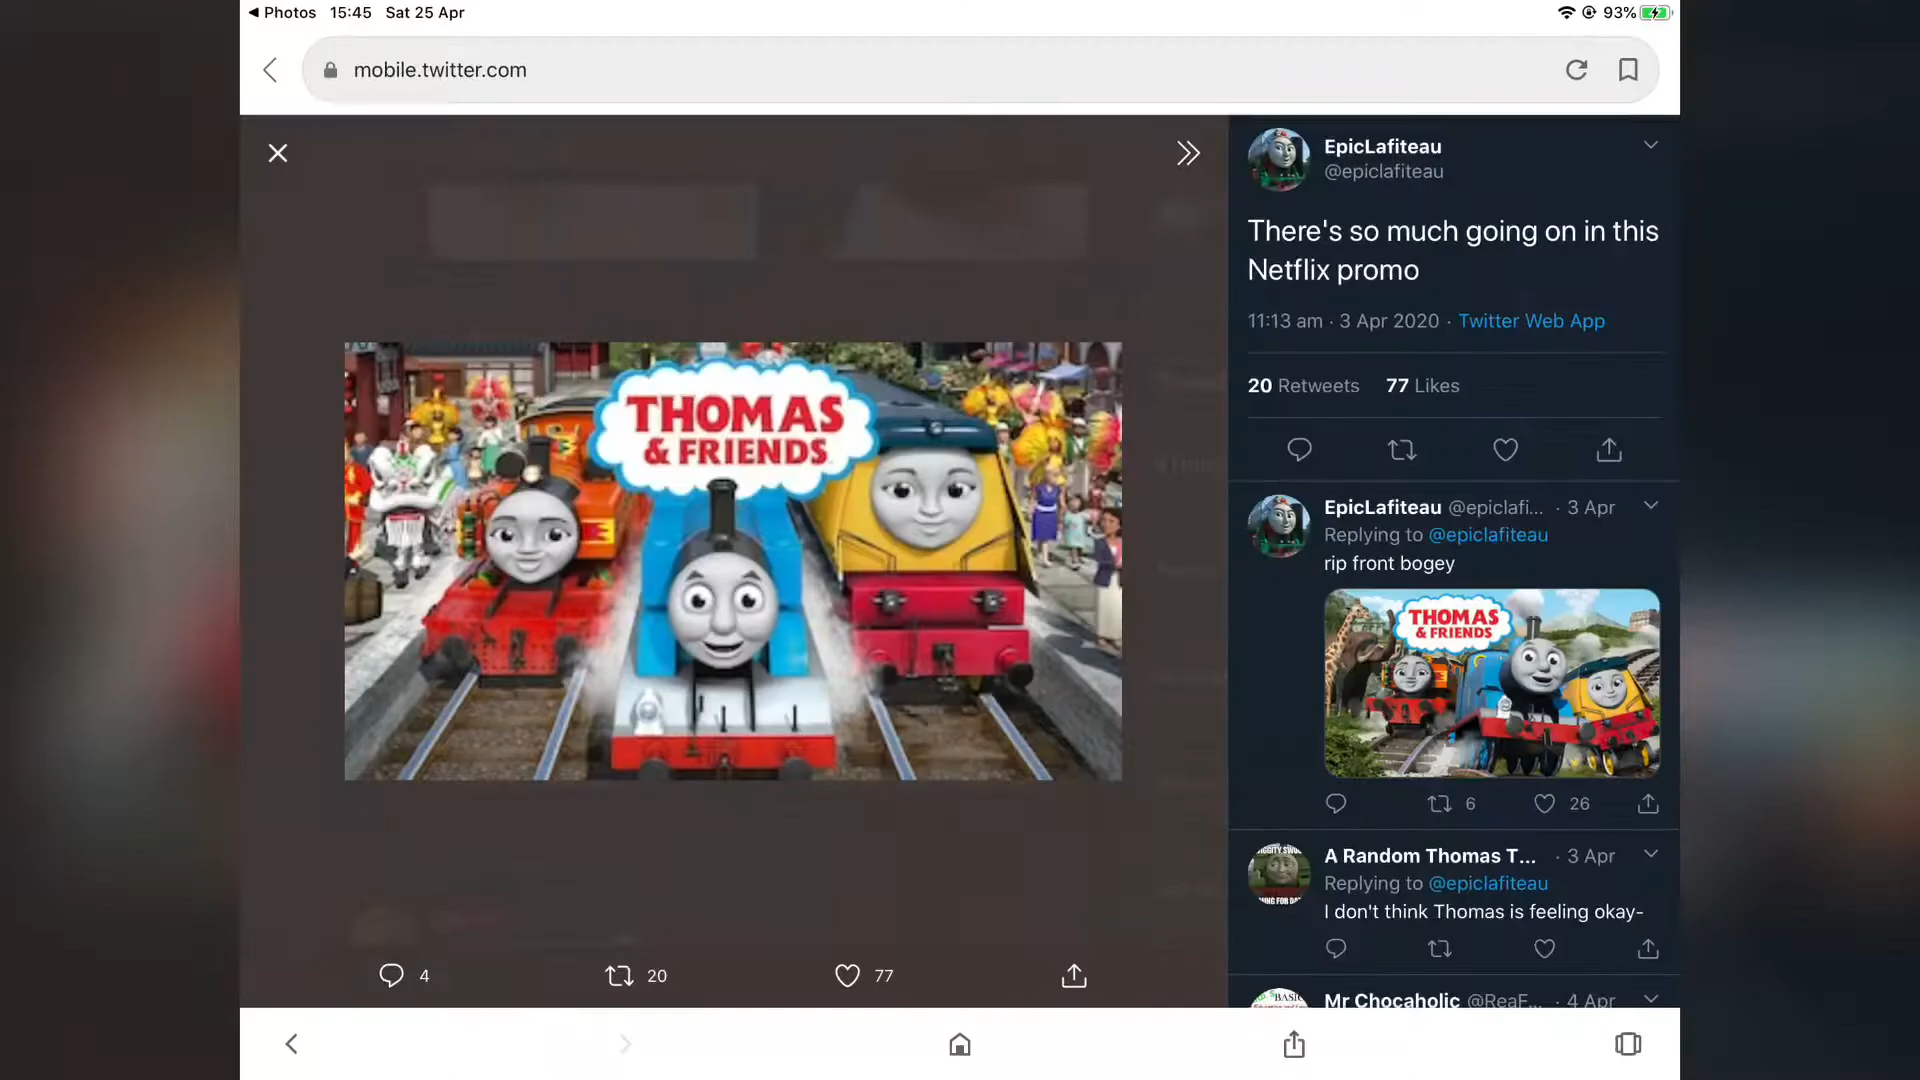 Photos 15:45 Sat 25 Apr
93%
mobile.twitter.com
THOMAS
& FRIENDS
4 20 77
EpicLafiteau
@epiclafiteau
There's so much going on in this
Netflix promo
11:13 am · 3 Apr 2020 · Twitter Web App
20 Retweets 77 Likes
EpicLafiteau @epiclafi... · 3 Apr
Replying to @epiclafiteau
rip front bogey
THOMAS
& FRIENDS
6 26
A Random Thomas T... · 3 Apr
Replying to @epiclafiteau
I don't think Thomas is feeling okay-
Mr Chocaholic @ReaF... · 4 Apr
BASIC